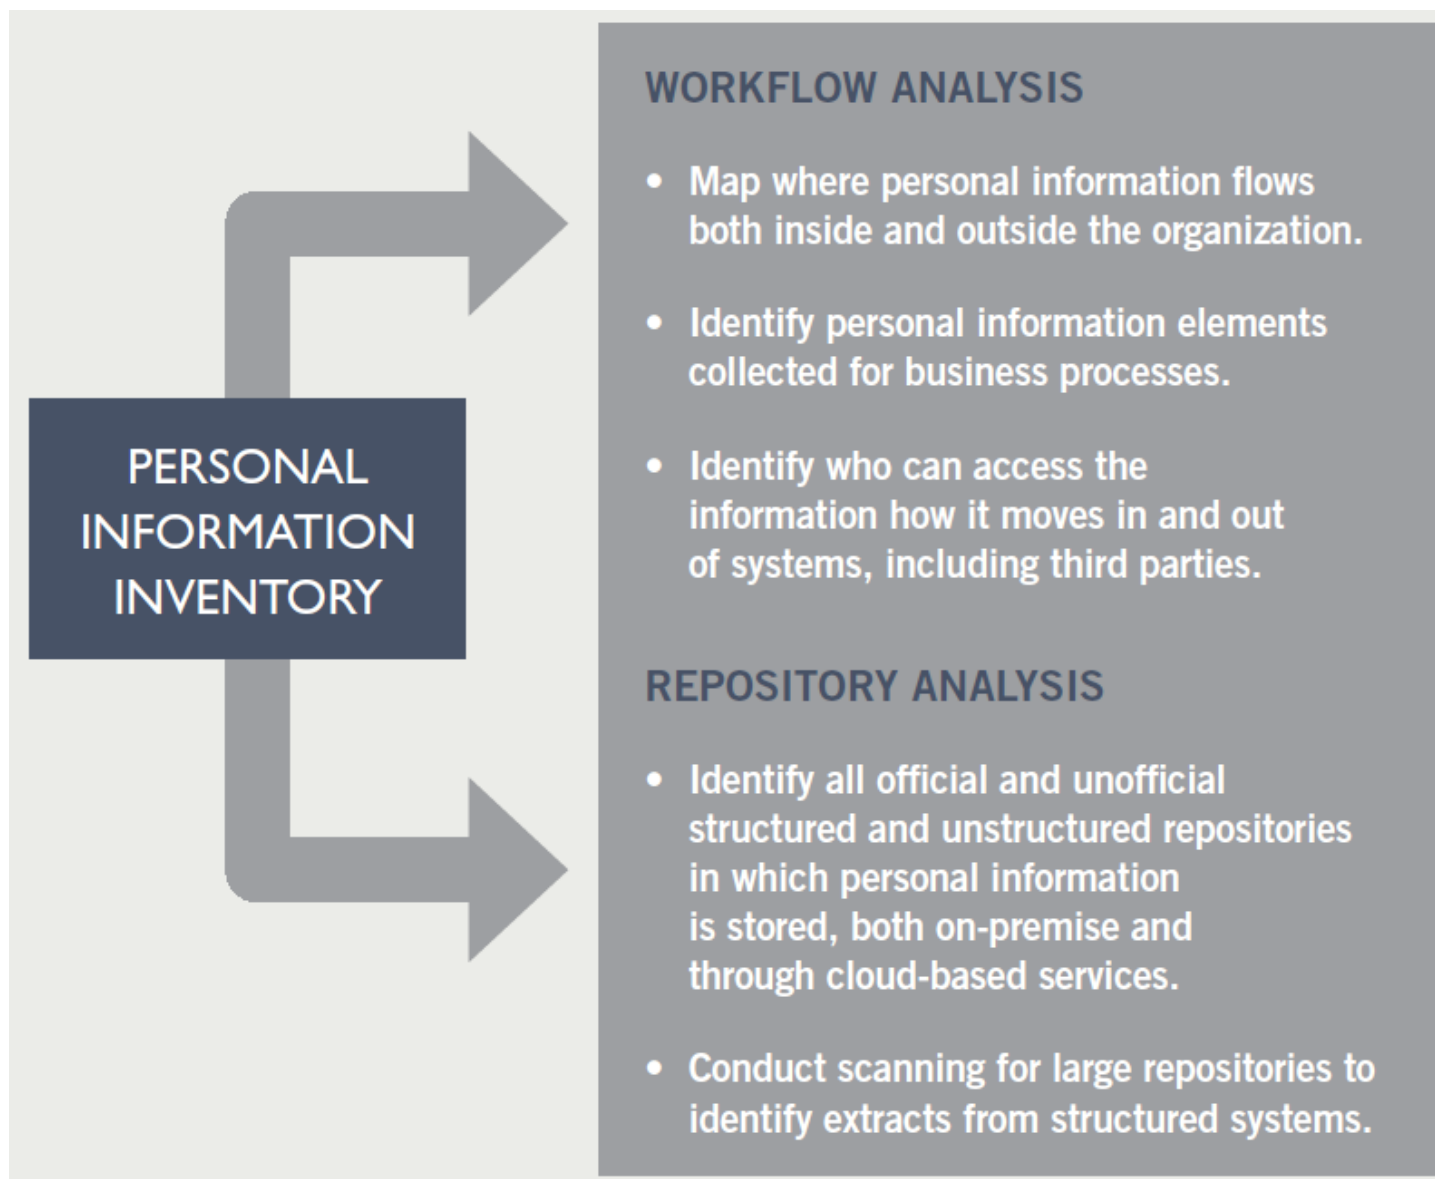 PERSONAL
INFORMATION
INVENTORY
WORKFLOW ANALYSIS
• Map where personal information flows
both inside and outside the organization.
• Identify personal information elements
collected for business processes.
• Identify who can access the
information how it moves in and out
of systems, including third parties.
REPOSITORY ANALYSIS
• Identify all official and unofficial
structured and unstructured repositories
in which personal information
is stored, both on-premise and
through cloud-based services.
• Conduct scanning for large repositories to
identify extracts from structured systems.